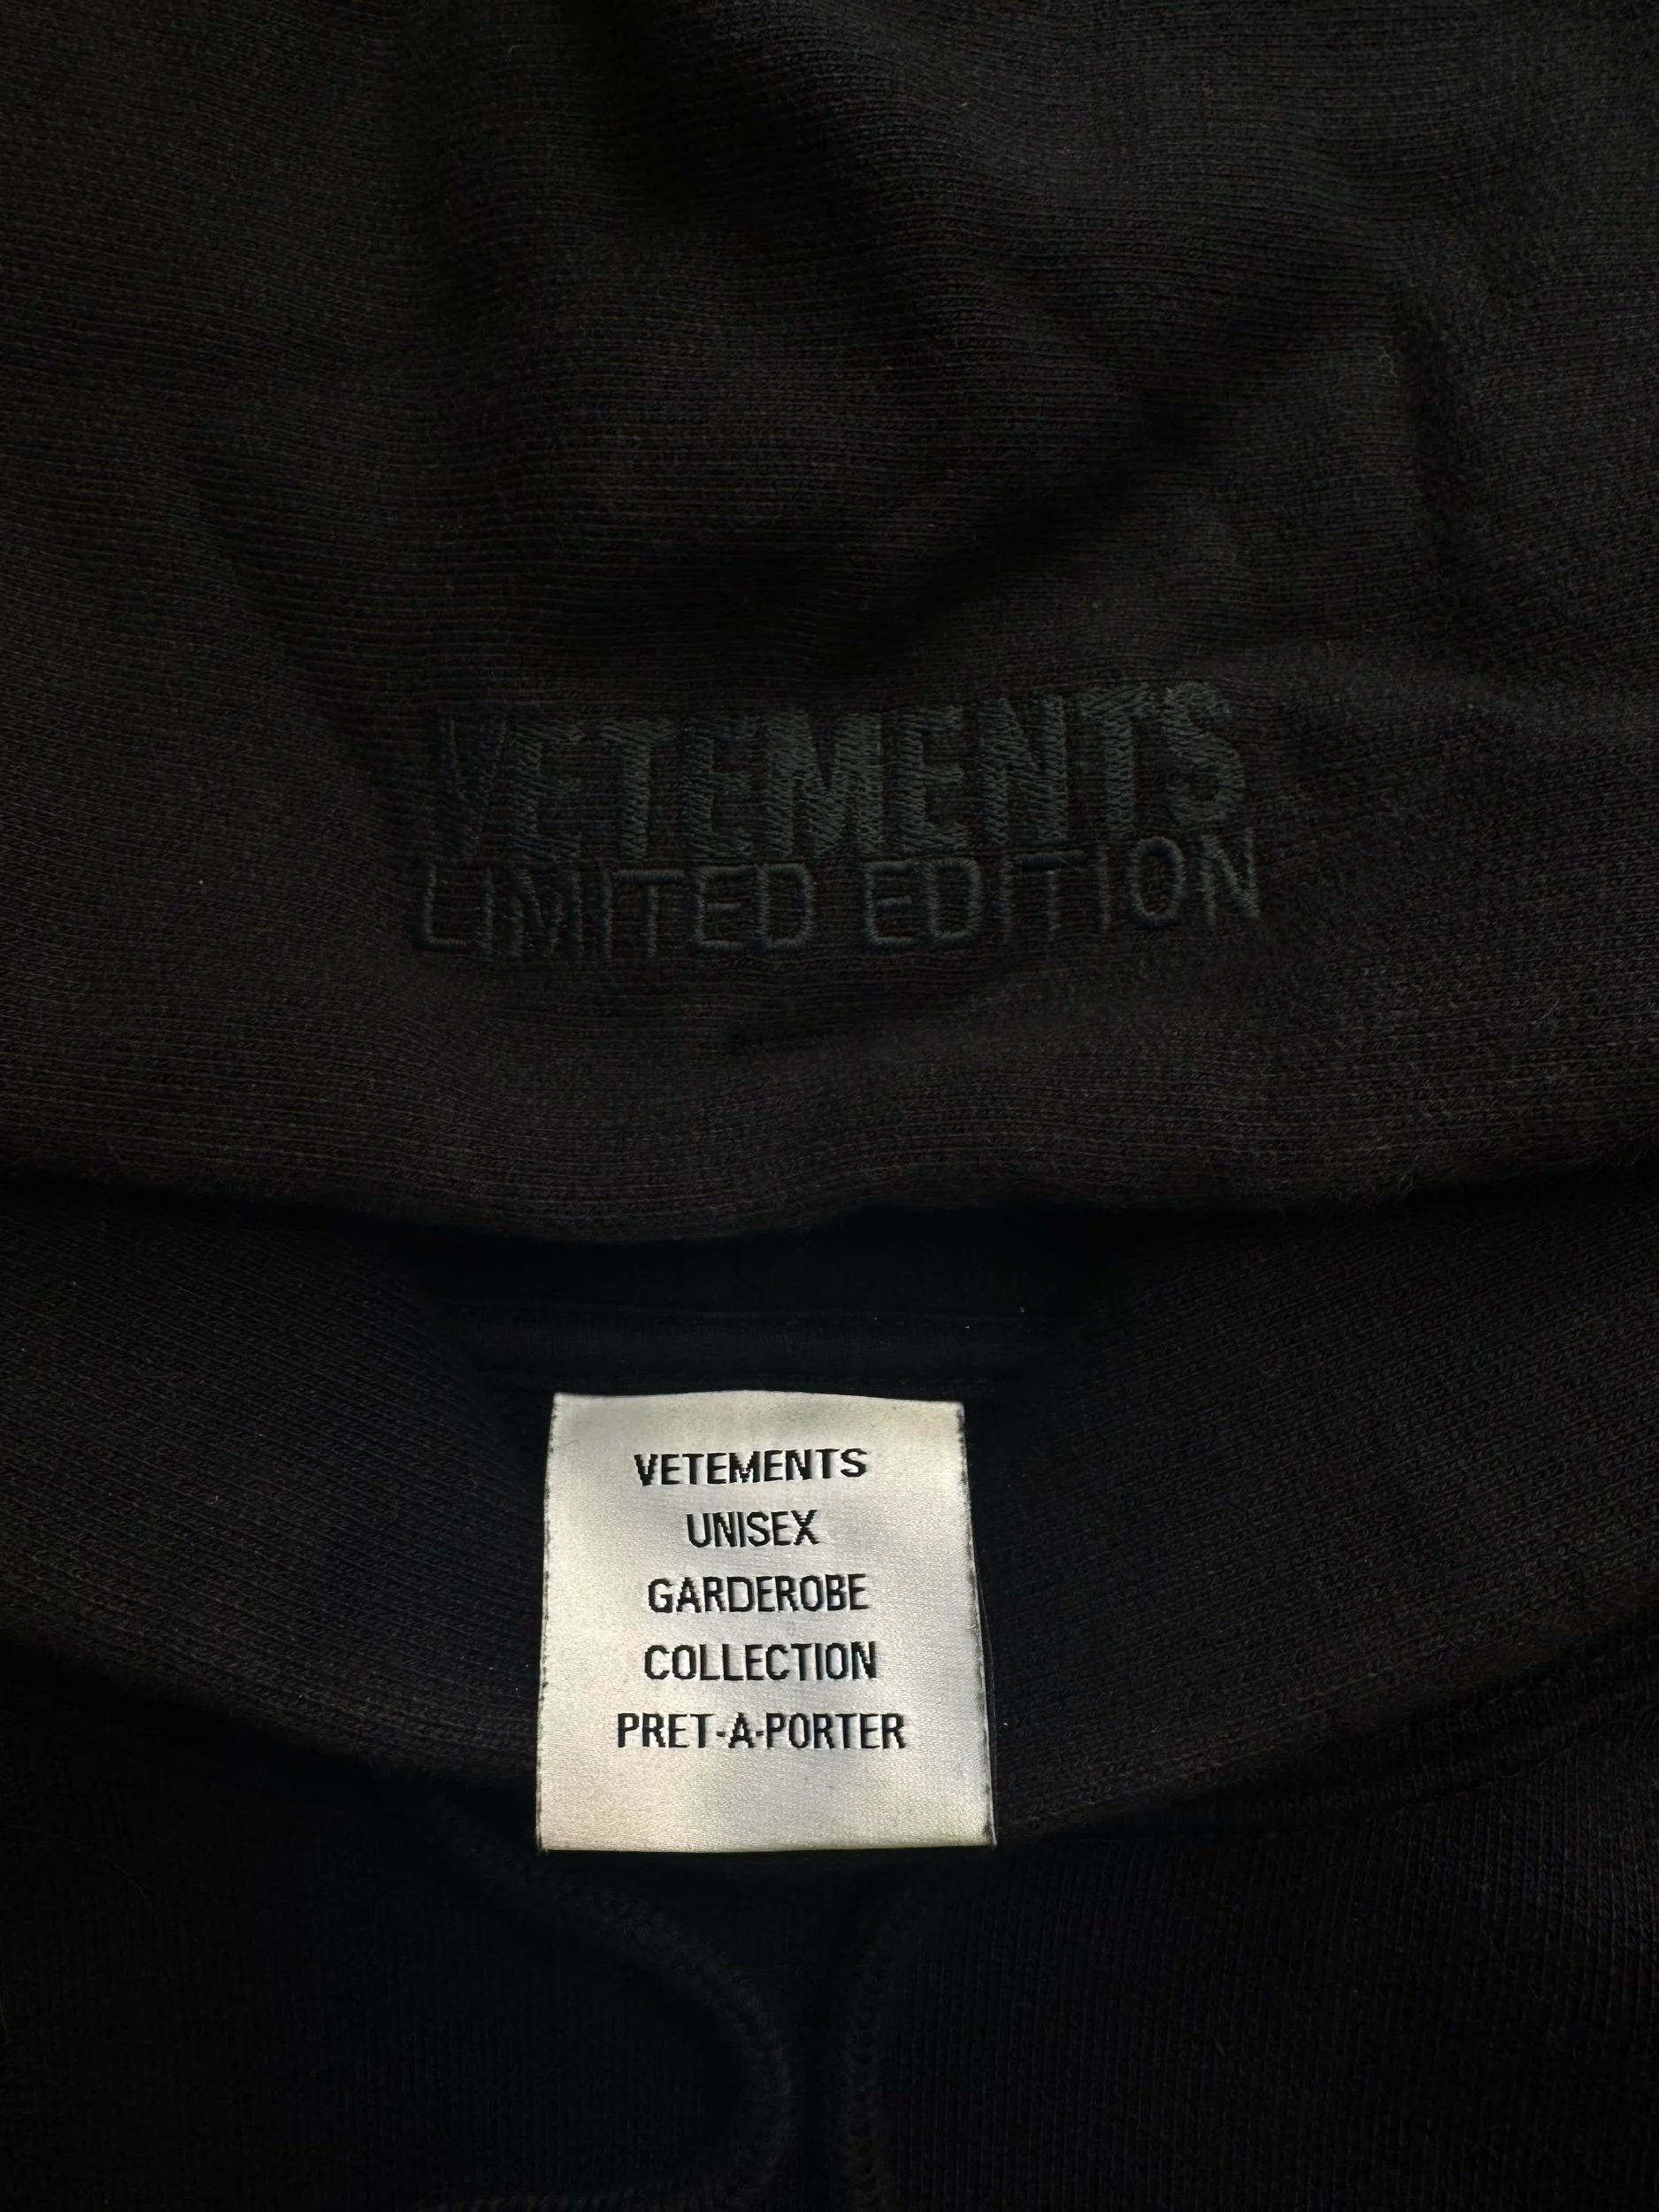 VETEMENTS
LIMITED EDITION
VETEMENTS
UNISEX
GARDEROBE
COLLECTION
PRET-A-PORTER